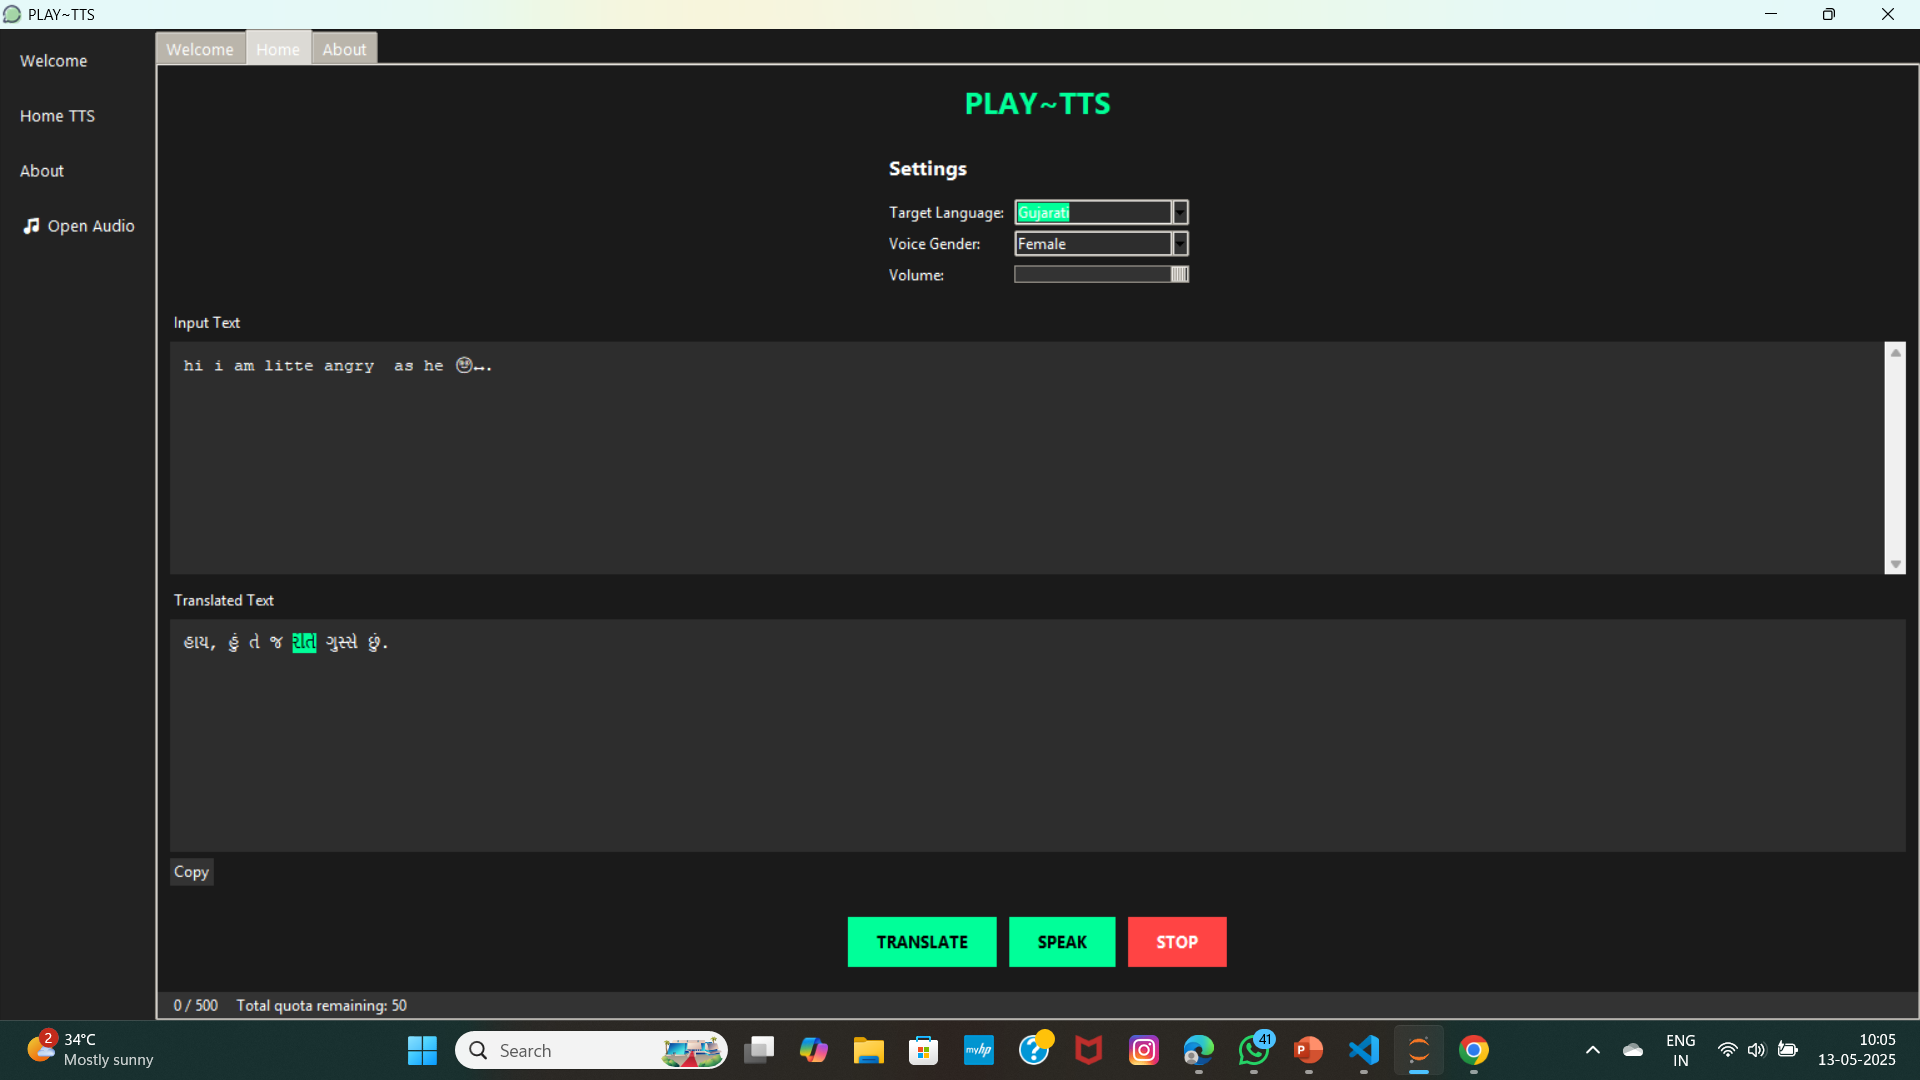 PLAY~TTS
Welcome
Home TTS
About
Open Audio
Welcome Home About
PLAY~TTS
Settings
Target Language: Gujarati
Voice Gender: Female
Volume:
Input Text
hi i am litte angry  as he
Translated Text
હાય, હું તે જ રીતે ગુસ્સે છું.
Copy
TRANSLATE SPEAK STOP
0 / 500 Total quota remaining: 50
2
34°C
Mostly sunny
Search
myhp
41
ENG
IN
10:05
13-05-2025